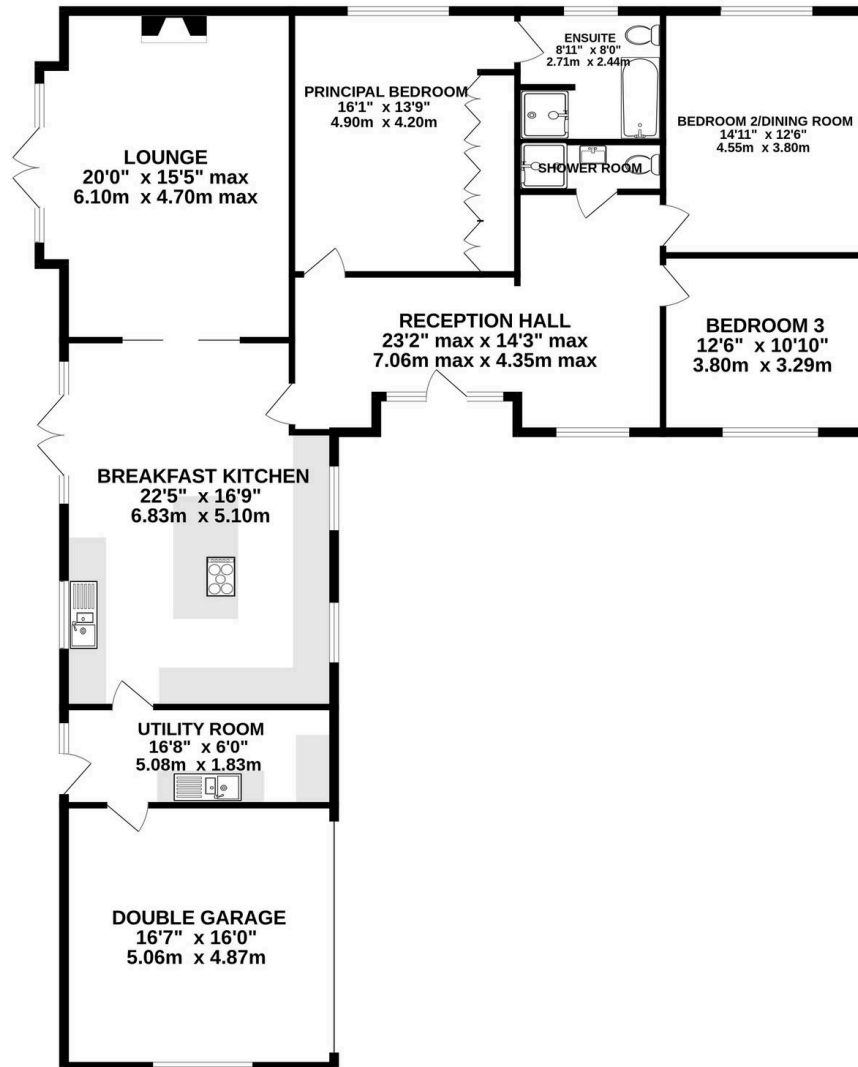 ENSUITE
8'11" x 8'0"
2.71m x 2.44m
PRINCIPAL BEDROOM
16'1" x 13'9"
4.90m x 4.20m
BEDROOM 2/DINING ROOM
14'11" x 12'6"
4.55m x 3.80m
LOUNGE
20'0" x 15'5" max
6.10m x 4.70m max
SHOWER ROOM
RECEPTION HALL
23'2" max x 14'3" max
7.06m max x 4.35m max
BEDROOM 3
12'6" x 10'10"
3.80m x 3.29m
BREAKFAST KITCHEN
22'5" x 16'9"
6.83m x 5.10m
UTILITY ROOM
16'8" x 6'0"
5.08m x 1.83m
DOUBLE GARAGE
16'7" x 16'0"
5.06m x 4.87m